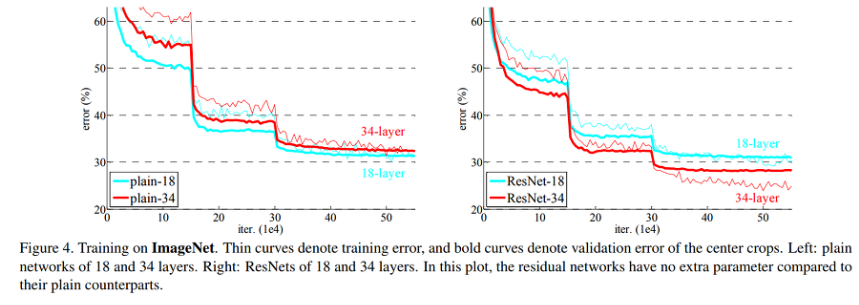 60
50
40
30
20
error (%)
0
10
20
30
40
50
iter. (1e4)
34-layer
18-layer
plain-18
plain-34
60
50
40
30
20
error (%)
0
10
20
30
40
50
iter. (1e4)
18-layer
34-layer
ResNet-18
ResNet-34
Figure 4. Training on ImageNet. Thin curves denote training error, and bold curves denote validation error of the center crops. Left: plain
networks of 18 and 34 layers. Right: ResNets of 18 and 34 layers. In this plot, the residual networks have no extra parameter compared to
their plain counterparts.